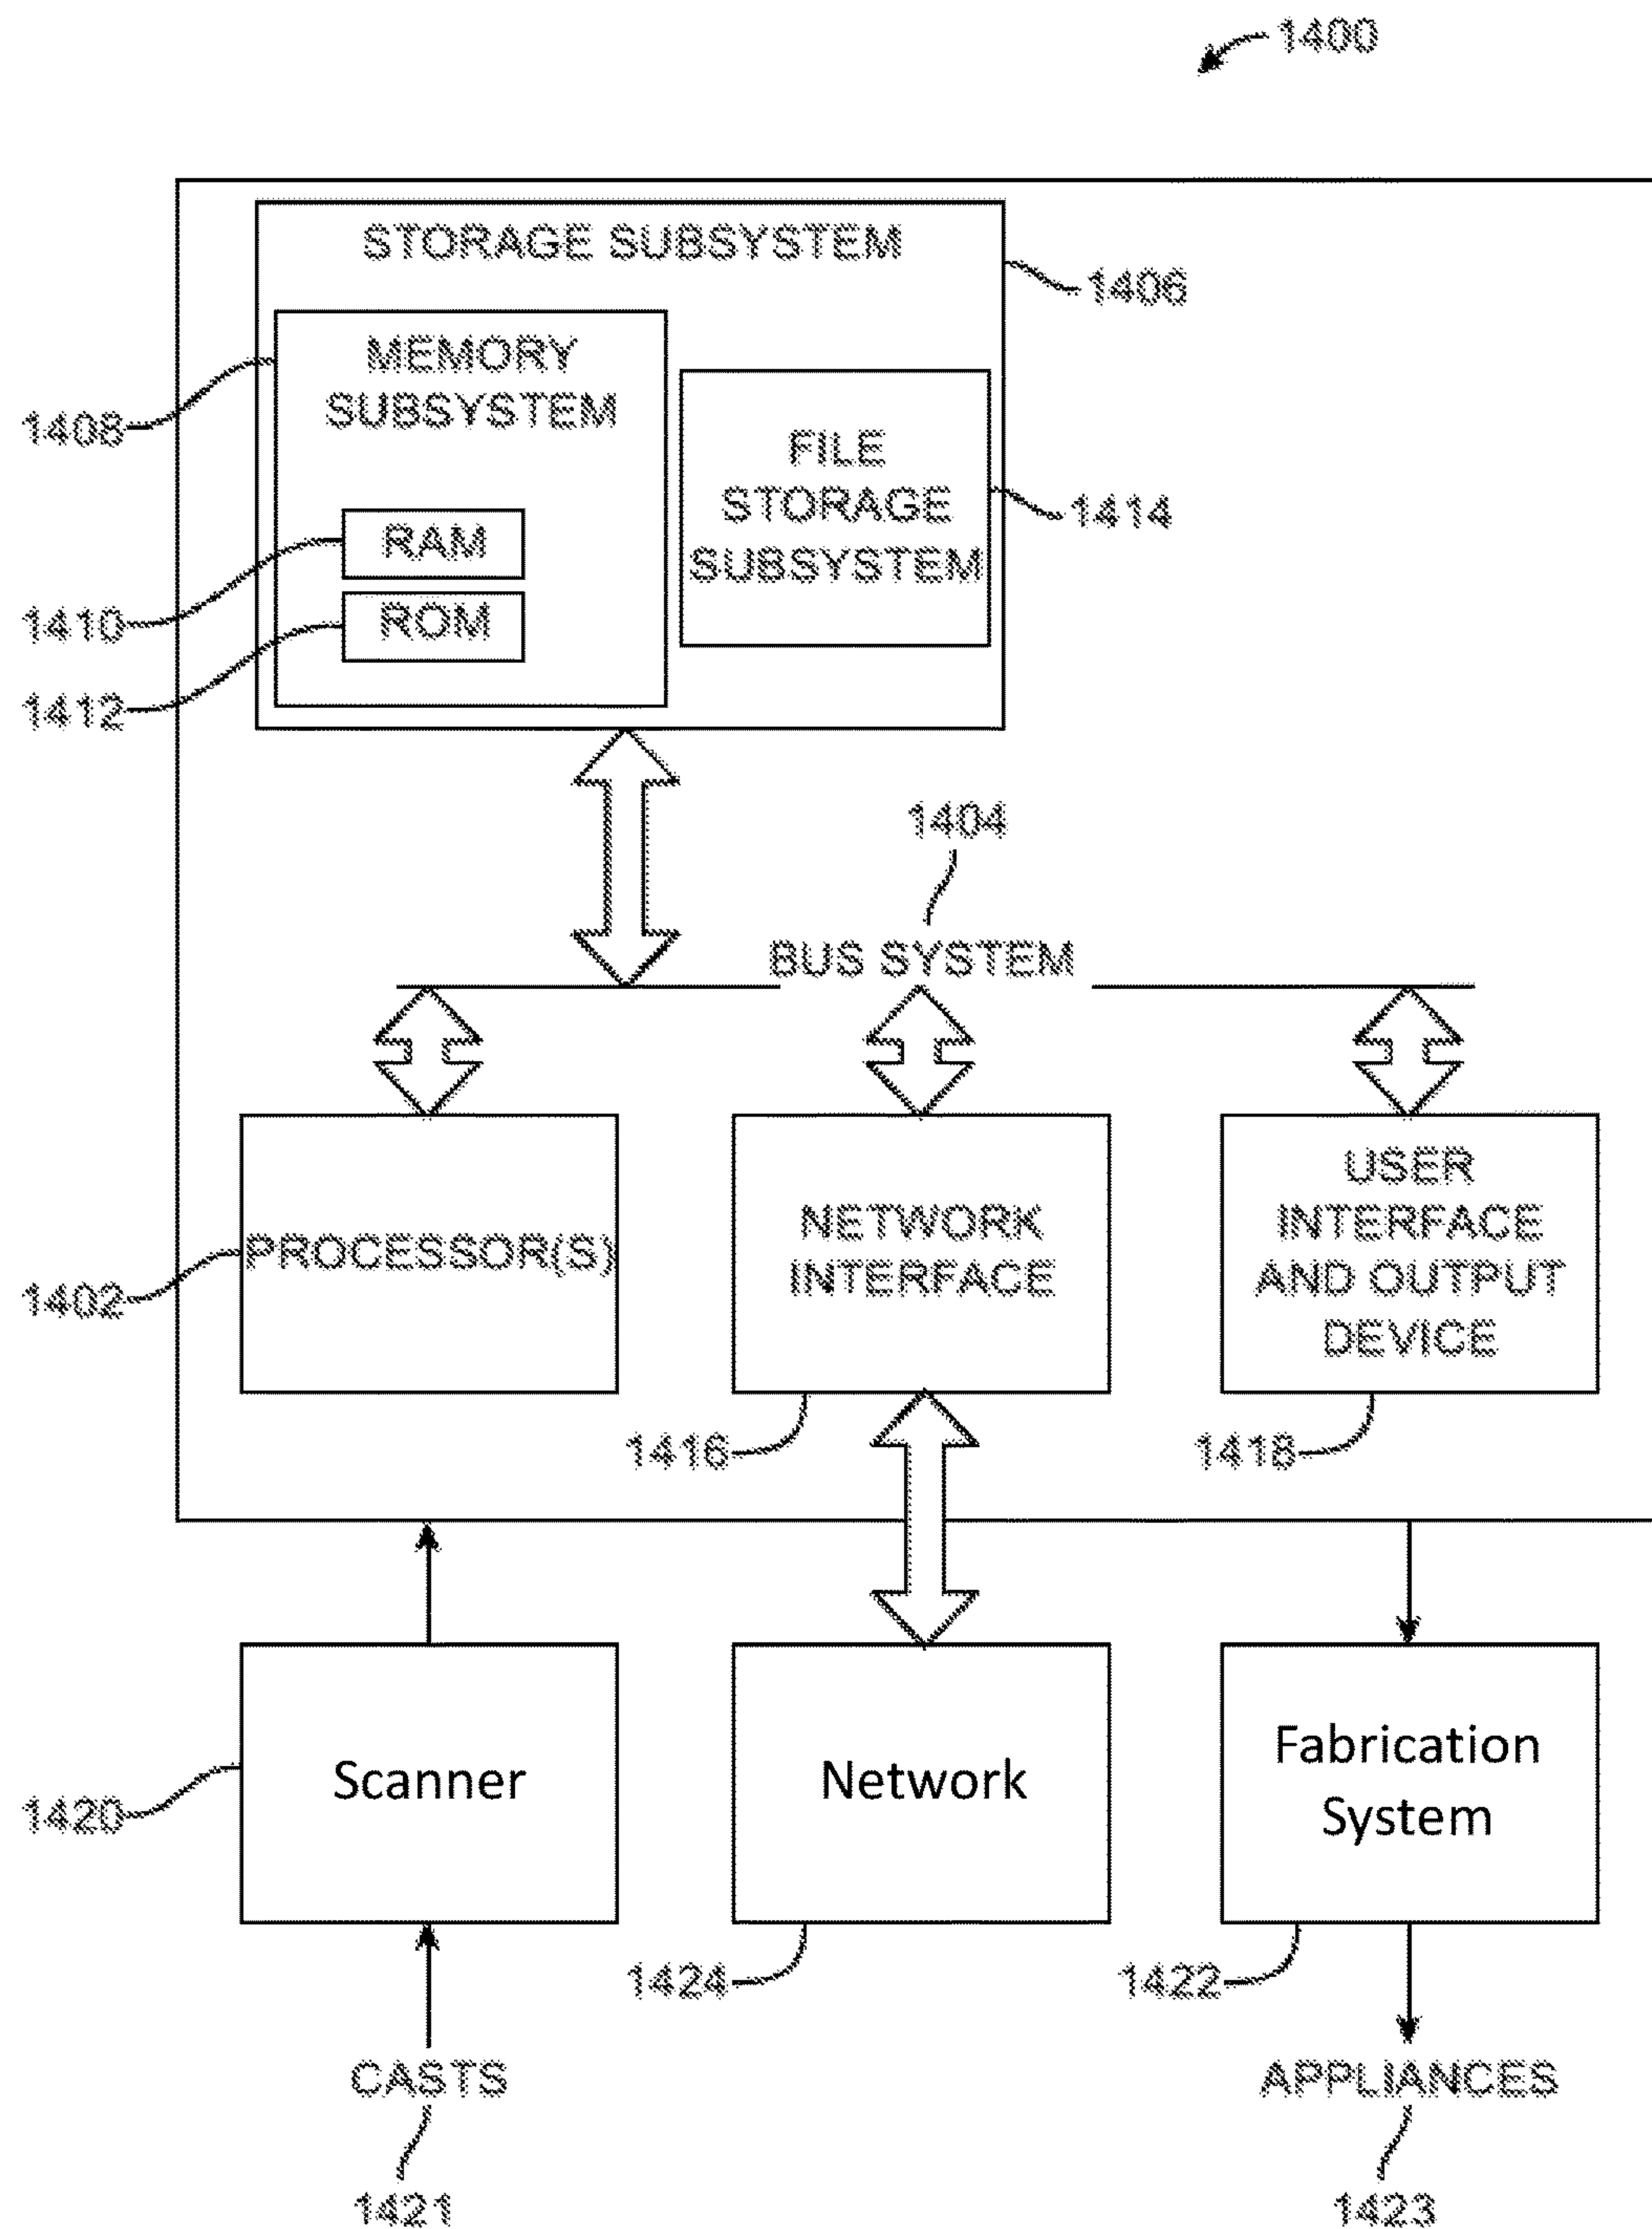 1400
STORAGE SUBSYSTEM
1406
MEMORY
SUBSYSTEM
1408
FILE
STORAGE
SUBSYSTEM
1414
RAM
1410
ROM
1412
1404
BUS SYSTEM
PROCESSOR(S)
1402
NETWORK
INTERFACE
1416
USER
INTERFACE
AND OUTPUT
DEVICE
1418
Scanner
1420
Network
1424
Fabrication
System
1422
CASTS
1421
APPLIANCES
1423